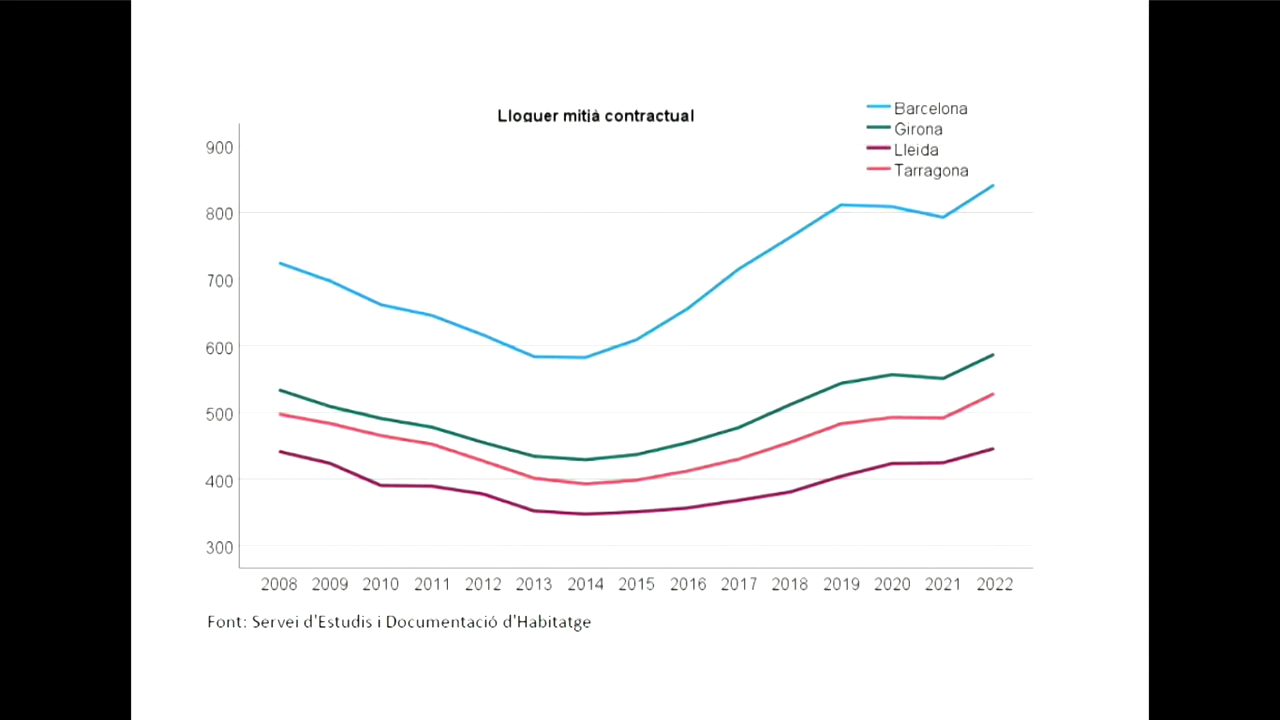 Lloguer mitjà contractual
Barcelona
Girona
Lleida
Tarragona
900
800
700
600
500
400
300
2008 2009 2010 2011 2012 2013 2014 2015 2016 2017 2018 2019 2020 2021 2022
Font: Servei d'Estudis i Documentació d'Habitatge